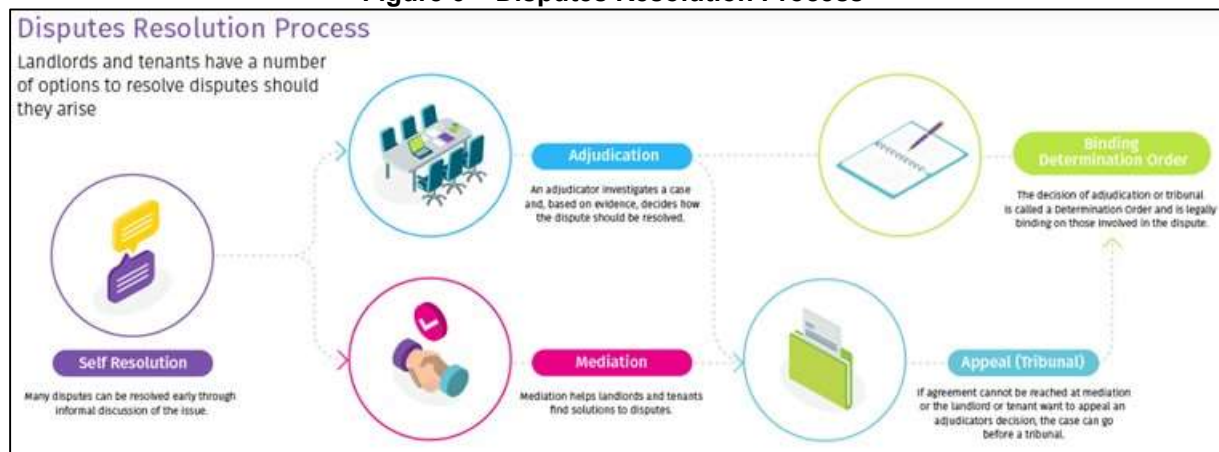 Disputes Resolution Process
Landlords and tenants have a number
of options to resolve disputes should
they arise
Self Resolution
Many disputes can be resolved early through
informal discussion of the issue.
Adjudication
An adjudicator investigates a case
and, based on evidence, decides how
the dispute should be resolved.
Mediation
Mediation helps landlords and tenants
find solutions to disputes.
Binding
Determination Order
The decision of adjudication or tribunal
is called a Determination Order and is legally
binding on those involved in the dispute.
Appeal (Tribunal)
If agreement cannot be reached at mediation
or the landlord or tenant want to appeal an
adjudicators decision, the case can go
before a tribunal.